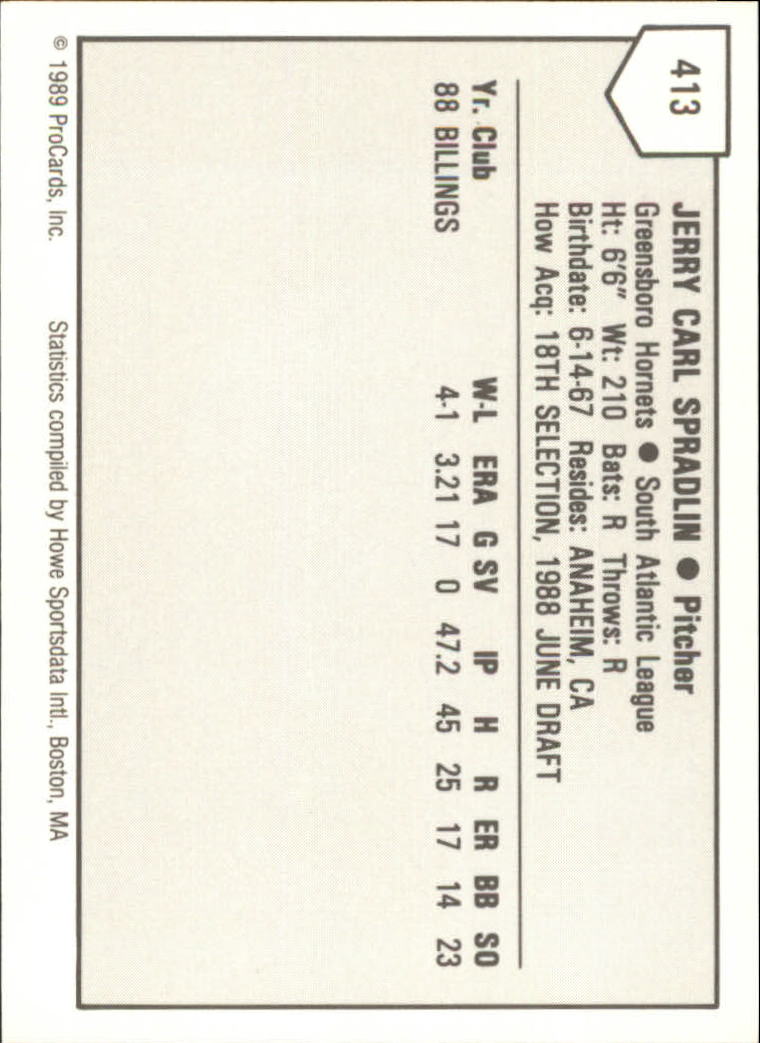 413
JERRY CARL SPRADLIN ● Pitcher
Greensboro Hornets ● South Atlantic League
Ht: 6'6" Wt: 210 Bats: R Throws: R
Birthdate: 6-14-67 Resides: ANAHEIM, CA
How Acq: 18TH SELECTION, 1988 JUNE DRAFT
Yr. Club W-L ERA G SV IP H R ER BB SO
88 BILLINGS 4-1 3.21 17 0 47.2 45 25 17 14 23
© 1989 ProCards, Inc. Statistics compiled by Howe Sportsdata Intl., Boston, MA